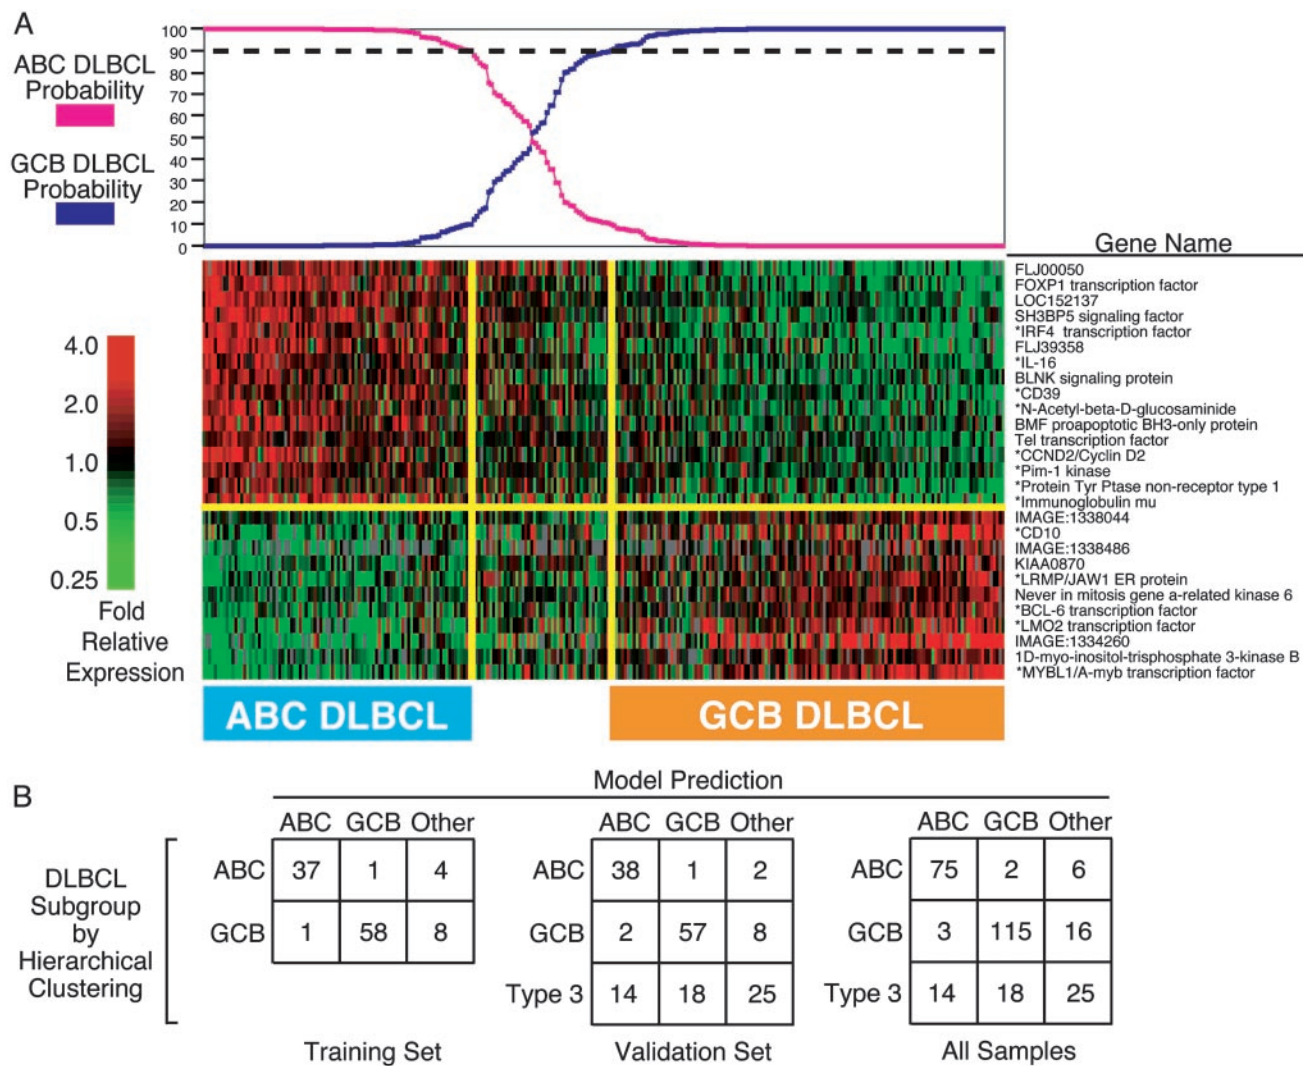 A
ABC DLBCL
Probability
GCB DLBCL
Probability
100
90
80
70
60
50
40
30
20
10
0
Gene Name
FLJ00050
FOXP1 transcription factor
LOC152137
SH3BP5 signaling factor
*IRF4 transcription factor
FLJ39358
*IL-16
BLNK signaling protein
*CD39
*N-Acetyl-beta-D-glucosaminide
BMF proapoptotic BH3-only protein
Tel transcription factor
*CCND2/Cyclin D2
*Pim-1 kinase
*Protein Tyr Ptase non-receptor type 1
*Immunoglobulin mu
IMAGE:1338044
*CD10
IMAGE:1338486
KIAA0870
*LRMP/JAW1 ER protein
Never in mitosis gene a-related kinase 6
*BCL-6 transcription factor
*LMO2 transcription factor
IMAGE:1334260
1D-myo-inositol-trisphosphate 3-kinase B
*MYBL1/A-myb transcription factor
4.0
2.0
1.0
0.5
0.25
Fold
Relative
Expression
ABC DLBCL
GCB DLBCL
B
Model Prediction
DLBCL
Subgroup
by
Hierarchical
Clustering
ABC GCB Other
ABC 37 1 4
GCB 1 58 8
Training Set
ABC GCB Other
ABC 38 1 2
GCB 2 57 8
Type 3 14 18 25
Validation Set
ABC GCB Other
ABC 75 2 6
GCB 3 115 16
Type 3 14 18 25
All Samples